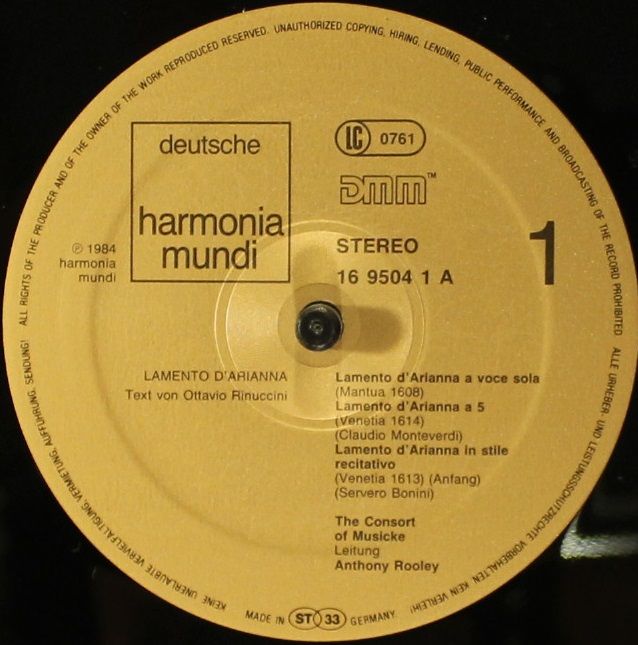 ALL RIGHTS OF THE PRODUCER AND OF THE OWNER OF THE WORK REPRODUCED RESERVED. UNAUTHORIZED COPYING, HIRING, LENDING, PUBLIC PERFORMANCE AND BROADCASTING OF THE RECORD PROHIBITED
ALLE URHEBER- UND LEISTUNGSSCHUTZRECHTE VORBEHALTEN. KEIN VERLEIH! KEINE UNERLAUBTE VERVIELFÄLTIGUNG, VERMIETUNG, AUFFÜHRUNG, SENDUNG!
deutsche
harmonia
mundi
LC 0761
DMM™
℗ 1984
harmonia
mundi
STEREO
16 9504 1 A
1
LAMENTO D'ARIANNA
Text von Ottavio Rinuccini
Lamento d'Arianna a voce sola
(Mantua 1608)
Lamento d'Arianna a 5
(Venetia 1614)
(Claudio Monteverdi)
Lamento d'Arianna in stile
recitativo
(Venetia 1613) (Anfang)
(Servero Bonini)
The Consort
of Musicke
Leitung
Anthony Rooley
MADE IN ST 33 GERMANY